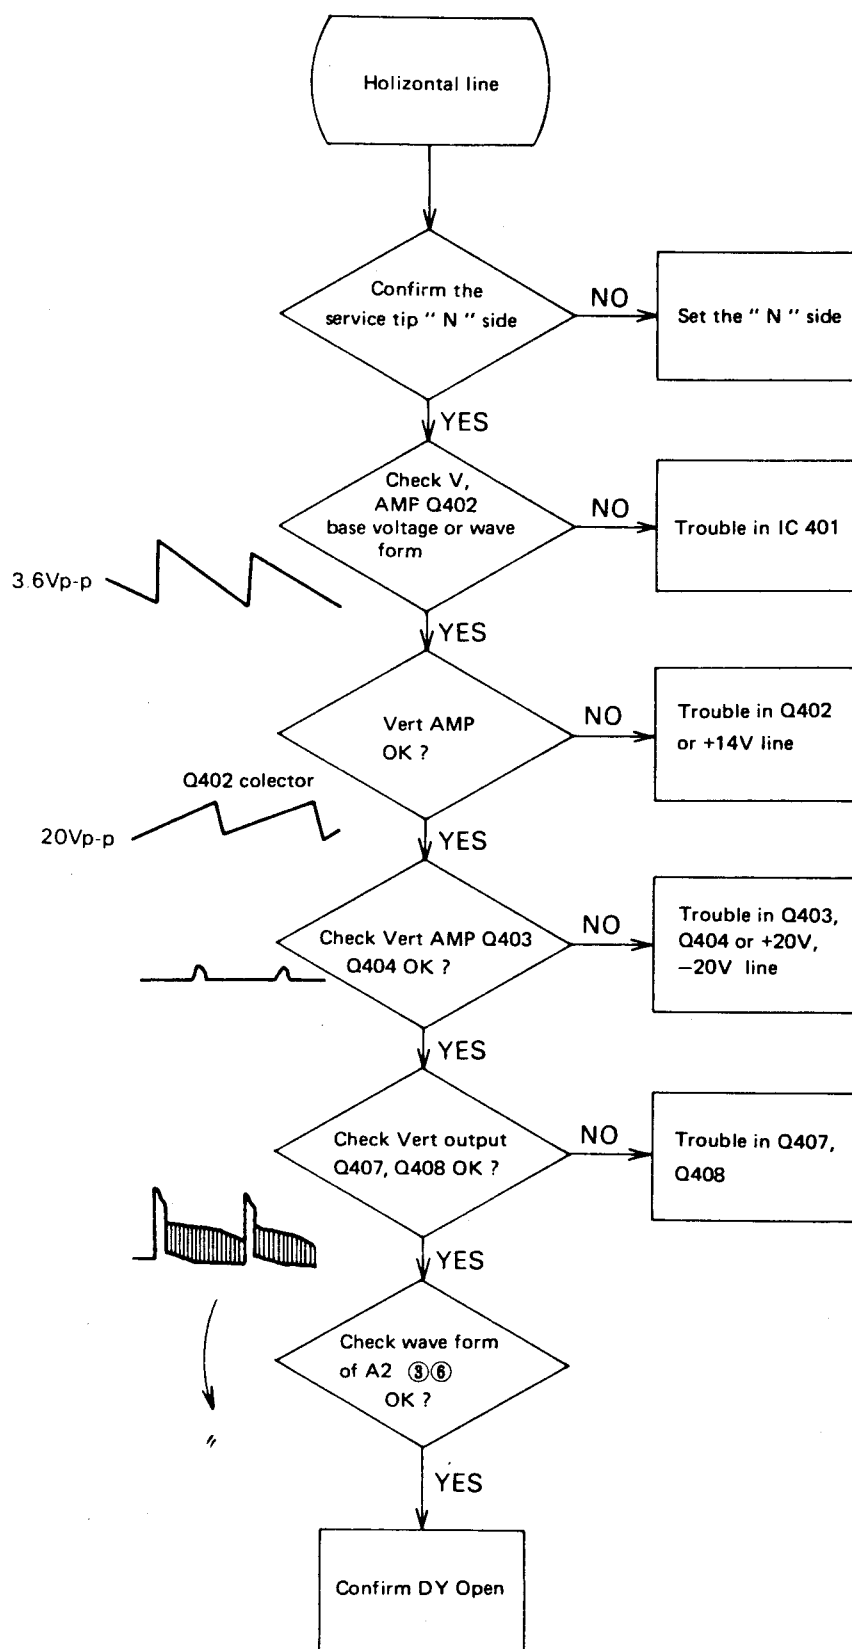 Holizontal line
Confirm the
service tip " N " side
NO
Set the " N " side
YES
Check V,
AMP Q402
base voltage or wave
form
NO
Trouble in IC 401
3.6Vp-p
YES
Vert AMP
OK ?
NO
Trouble in Q402
or +14V line
Q402 colector
20Vp-p
YES
Check Vert AMP Q403
Q404 OK ?
NO
Trouble in Q403,
Q404 or +20V,
−20V line
YES
Check Vert output
Q407, Q408 OK ?
NO
Trouble in Q407,
Q408
YES
Check wave form
of A2 ③⑥
OK ?
〃
YES
Confirm DY Open